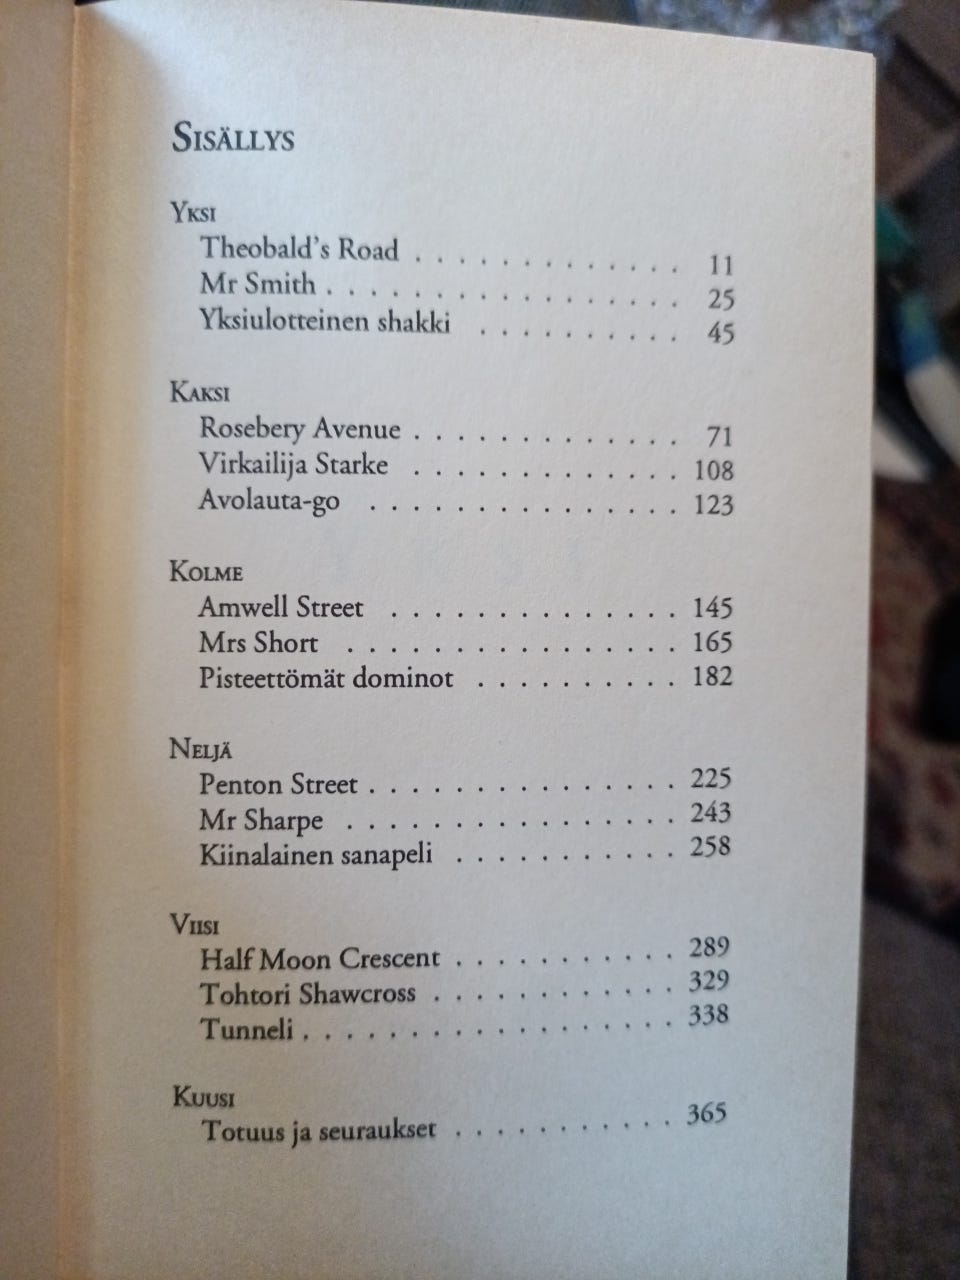 Sisällys
Yksi
Theobald's Road . . . . . . . . . . . . . 11
Mr Smith . . . . . . . . . . . . . . . . . 25
Yksiulotteinen shakki . . . . . . . . . . 45
Kaksi
Rosebery Avenue . . . . . . . . . . . . . 71
Virkailija Starke . . . . . . . . . . . . . 108
Avolauta-go . . . . . . . . . . . . . . . 123
Kolme
Amwell Street . . . . . . . . . . . . . . 145
Mrs Short . . . . . . . . . . . . . . . . 165
Pisteettömät dominot . . . . . . . . . . 182
Neljä
Penton Street . . . . . . . . . . . . . . . 225
Mr Sharpe . . . . . . . . . . . . . . . . 243
Kiinalainen sanapeli . . . . . . . . . . . 258
Viisi
Half Moon Crescent . . . . . . . . . . . 289
Tohtori Shawcross . . . . . . . . . . . . 329
Tunneli . . . . . . . . . . . . . . . . . . 338
Kuusi
Totuus ja seuraukset . . . . . . . . . . . 365